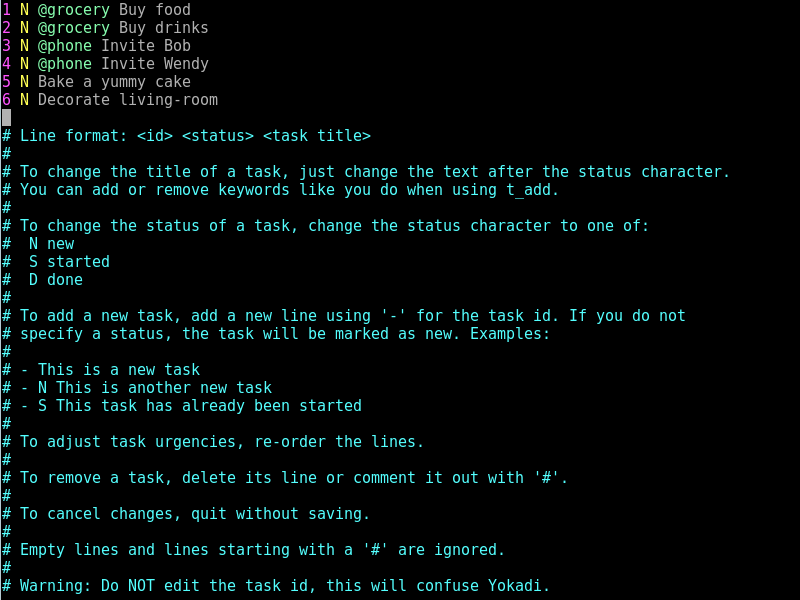 1 N @grocery Buy food
2 N @grocery Buy drinks
3 N @phone Invite Bob
4 N @phone Invite Wendy
5 N Bake a yummy cake
6 N Decorate living-room
# Line format: <id> <status> <task title>
#
# To change the title of a task, just change the text after the status character.
# You can add or remove keywords like you do when using t_add.
#
# To change the status of a task, change the status character to one of:
#  N new
#  S started
#  D done
#
# To add a new task, add a new line using '-' for the task id. If you do not
# specify a status, the task will be marked as new. Examples:
#
# - This is a new task
# - N This is another new task
# - S This task has already been started
#
# To adjust task urgencies, re-order the lines.
#
# To remove a task, delete its line or comment it out with '#'.
#
# To cancel changes, quit without saving.
#
# Empty lines and lines starting with a '#' are ignored.
#
# Warning: Do NOT edit the task id, this will confuse Yokadi.